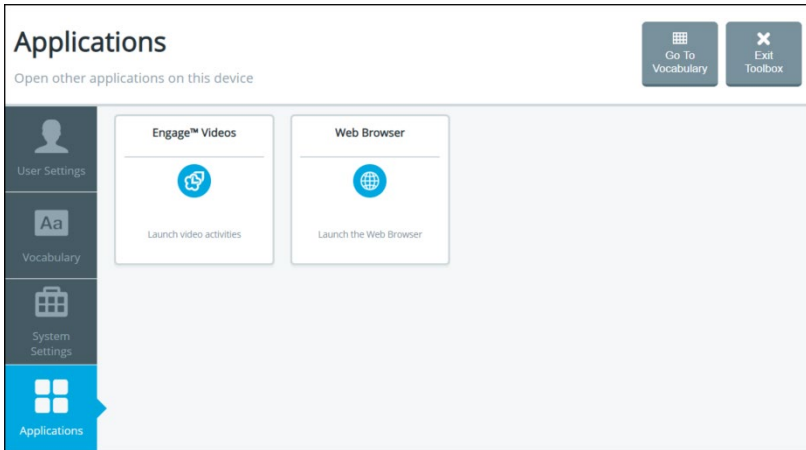 Applications
Open other applications on this device
Go To
Vocabulary
Exit
Toolbox
User Settings
Aa
Vocabulary
System
Settings
Applications
Engage™ Videos
Launch video activities
Web Browser
Launch the Web Browser